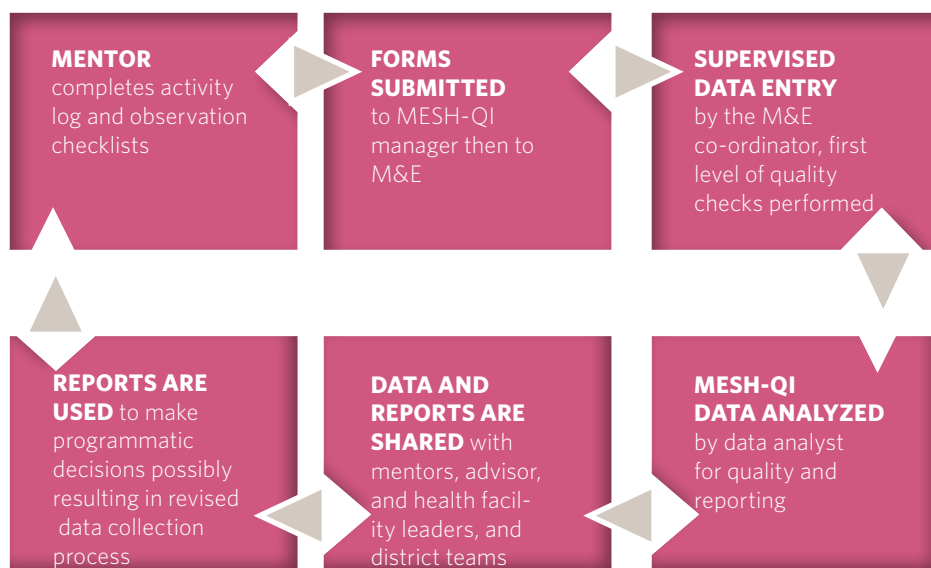 MENTOR
completes activity
log and observation
checklists
FORMS
SUBMITTED
to MESH-QI
manager then to
M&E
SUPERVISED
DATA ENTRY
by the M&E
co-ordinator, first
level of quality
checks performed
REPORTS ARE
USED to make
programmatic
decisions possibly
resulting in revised
data collection
process
DATA AND
REPORTS ARE
SHARED with
mentors, advisor,
and health facil-
ity leaders, and
district teams
MESH-QI
DATA ANALYZED
by data analyst
for quality and
reporting